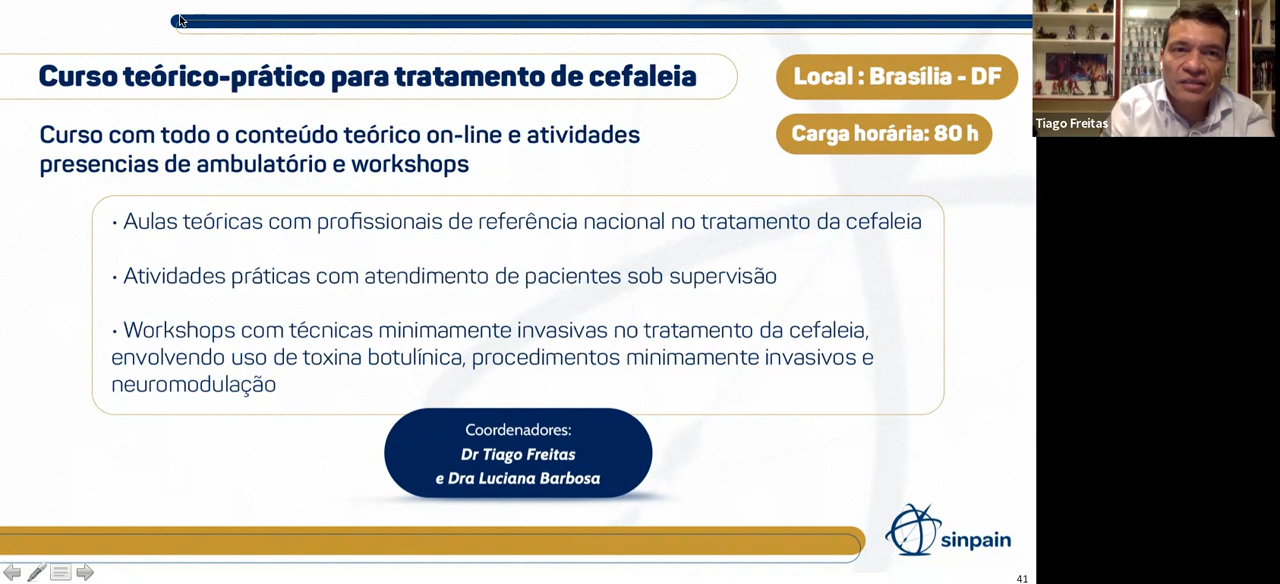 Curso teórico-prático para tratamento de cefaleia
Local : Brasília - DF
Carga horária: 80 h
Curso com todo o conteúdo teórico on-line e atividades
presencias de ambulatório e workshops
• Aulas teóricas com profissionais de referência nacional no tratamento da cefaleia
• Atividades práticas com atendimento de pacientes sob supervisão
• Workshops com técnicas minimamente invasivas no tratamento da cefaleia,
envolvendo uso de toxina botulínica, procedimentos minimamente invasivos e
neuromodulação
Coordenadores:
Dr Tiago Freitas
e Dra Luciana Barbosa
sinpain
41
Tiago Freitas